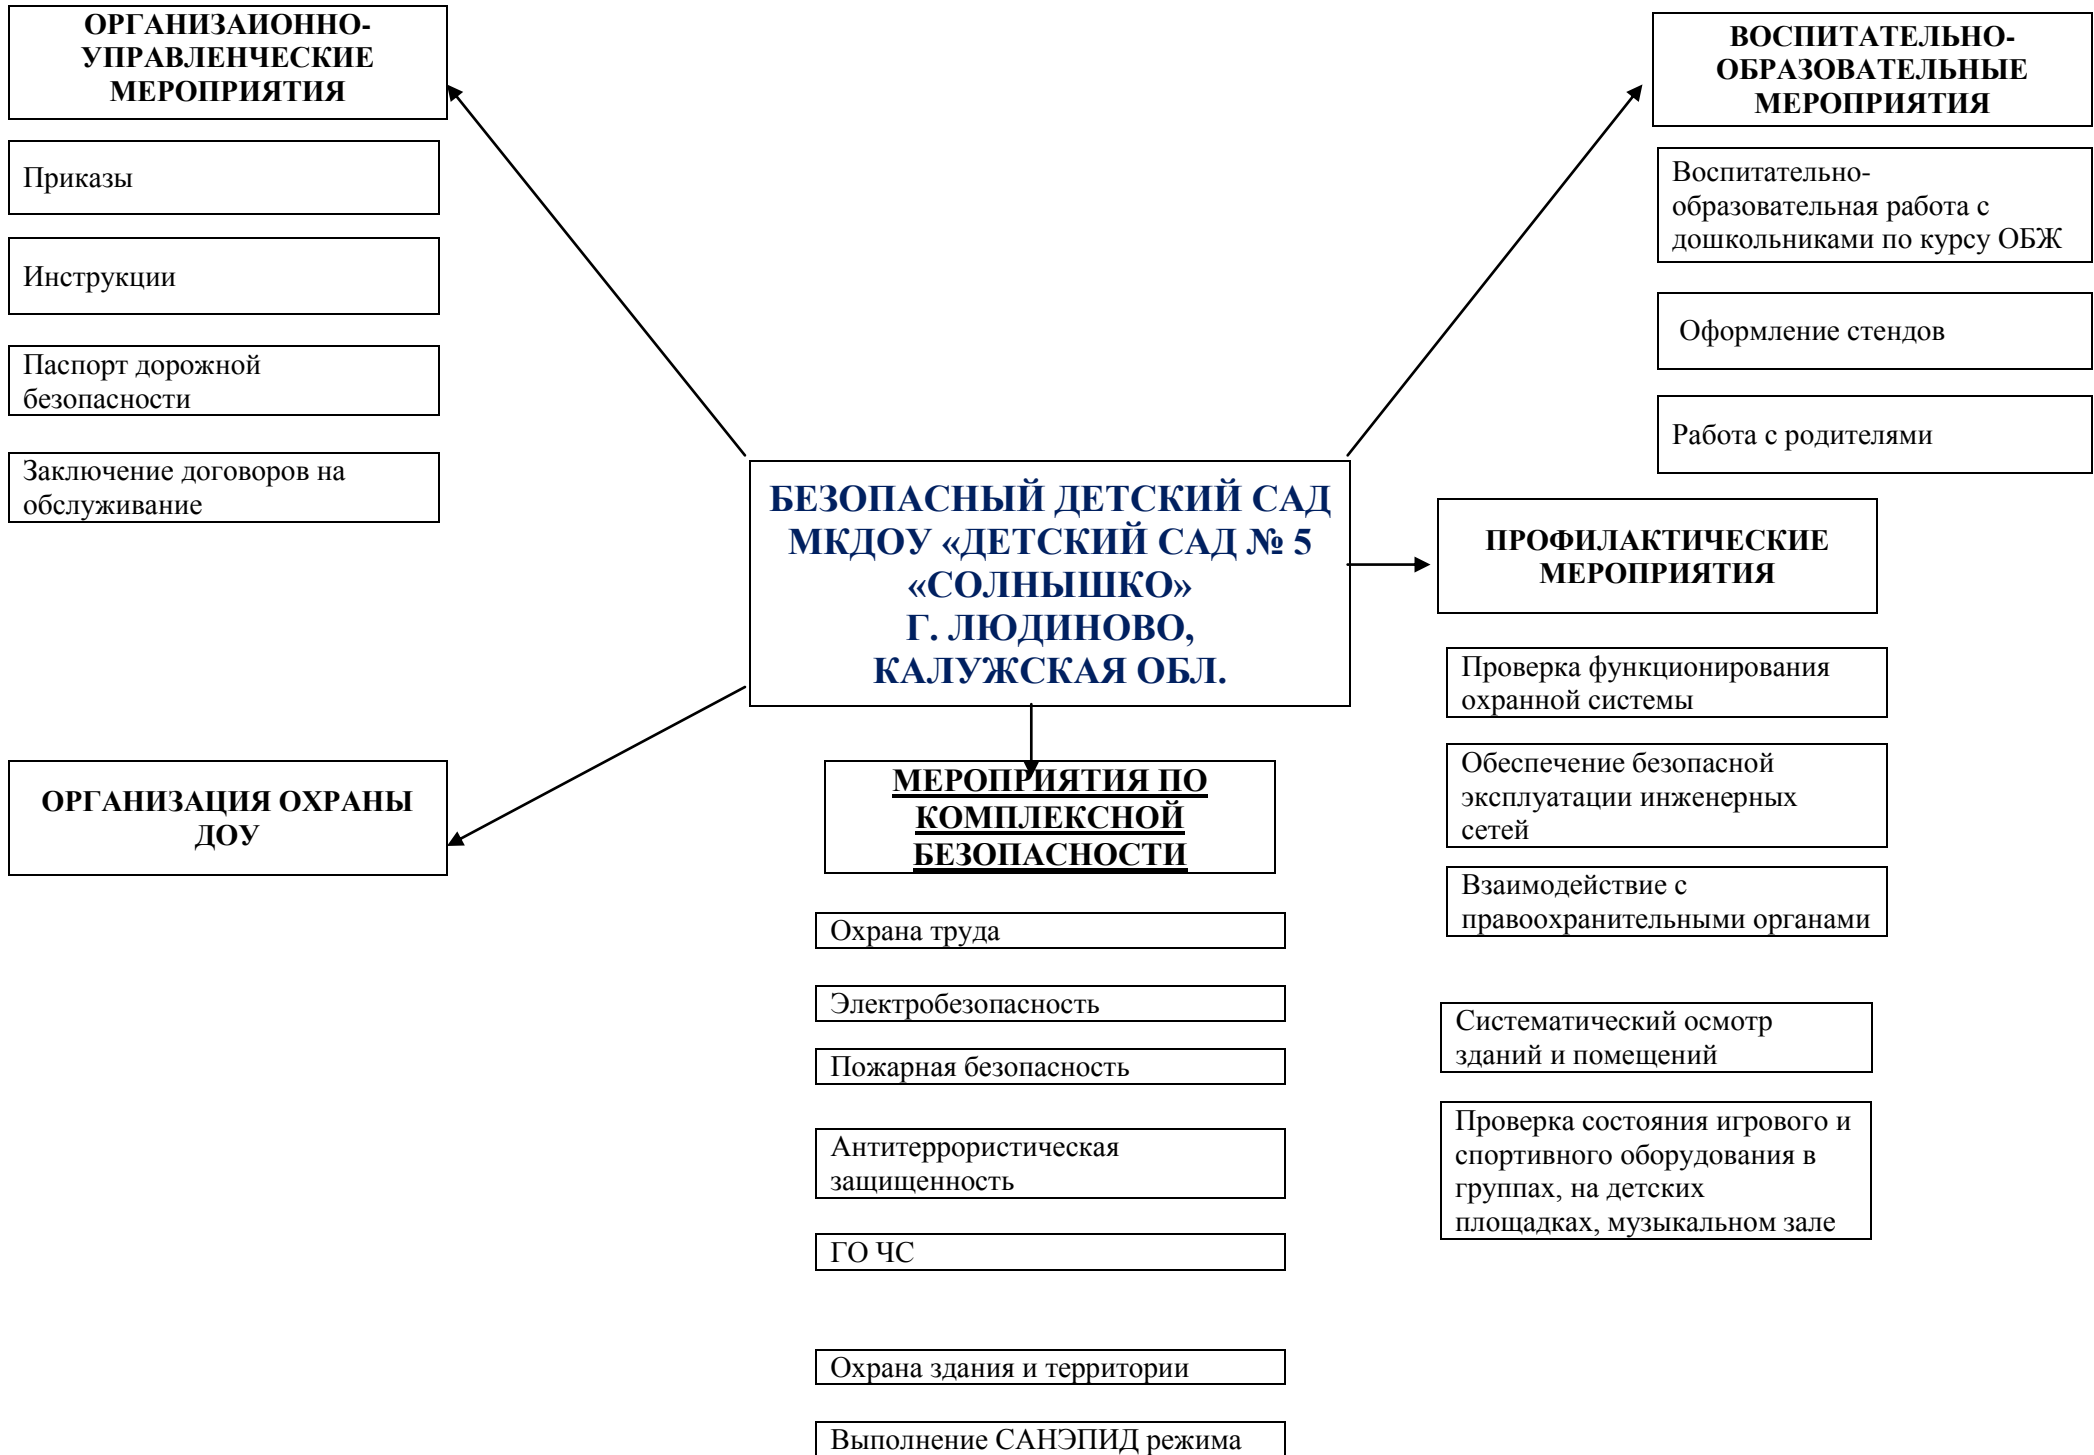 ОРГАНИЗАИОННО-
УПРАВЛЕНЧЕСКИЕ
МЕРОПРИЯТИЯ
Приказы
Инструкции
Паспорт дорожной
безопасности
Заключение договоров на
обслуживание
ВОСПИТАТЕЛЬНО-
ОБРАЗОВАТЕЛЬНЫЕ
МЕРОПРИЯТИЯ
Воспитательно-
образовательная работа с
дошкольниками по курсу ОБЖ
Оформление стендов
Работа с родителями
БЕЗОПАСНЫЙ ДЕТСКИЙ САД
МКДОУ «ДЕТСКИЙ САД № 5
«СОЛНЫШКО»
Г. ЛЮДИНОВО,
КАЛУЖСКАЯ ОБЛ.
ПРОФИЛАКТИЧЕСКИЕ
МЕРОПРИЯТИЯ
Проверка функционирования
охранной системы
Обеспечение безопасной
эксплуатации инженерных
сетей
Взаимодействие с
правоохранительными органами
Систематический осмотр
зданий и помещений
Проверка состояния игрового и
спортивного оборудования в
группах, на детских
площадках, музыкальном зале
ОРГАНИЗАЦИЯ ОХРАНЫ
ДОУ
МЕРОПРИЯТИЯ ПО
КОМПЛЕКСНОЙ
БЕЗОПАСНОСТИ
Охрана труда
Электробезопасность
Пожарная безопасность
Антитеррористическая
защищенность
ГО ЧС
Охрана здания и территории
Выполнение САНЭПИД режима